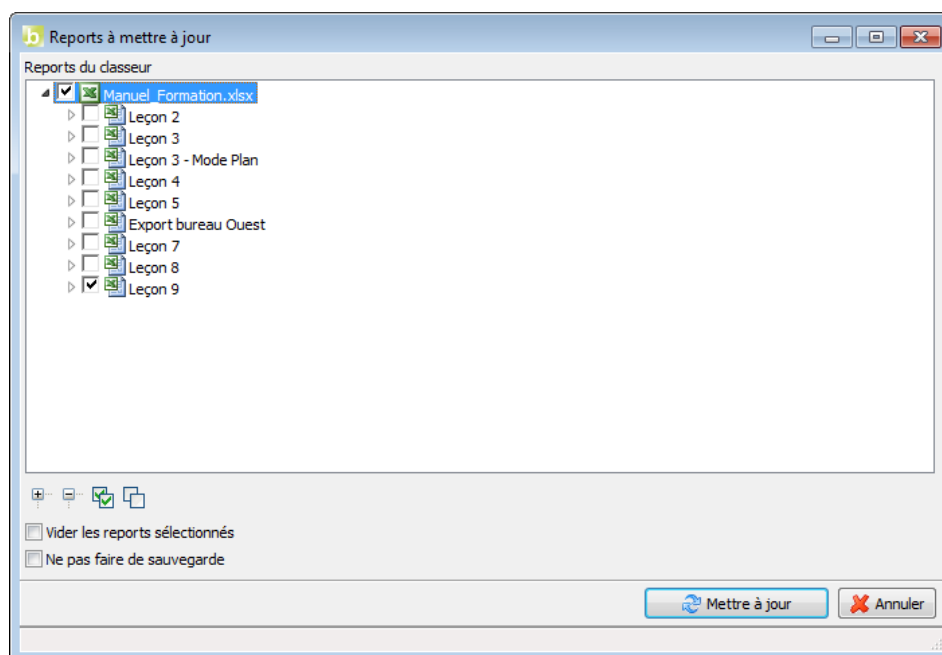 Reports à mettre à jour
Reports du classeur
Manuel_Formation.xlsx
Leçon 2
Leçon 3
Leçon 3 - Mode Plan
Leçon 4
Leçon 5
Export bureau Ouest
Leçon 7
Leçon 8
Leçon 9
Vider les reports sélectionnés
Ne pas faire de sauvegarde
Mettre à jour
Annuler